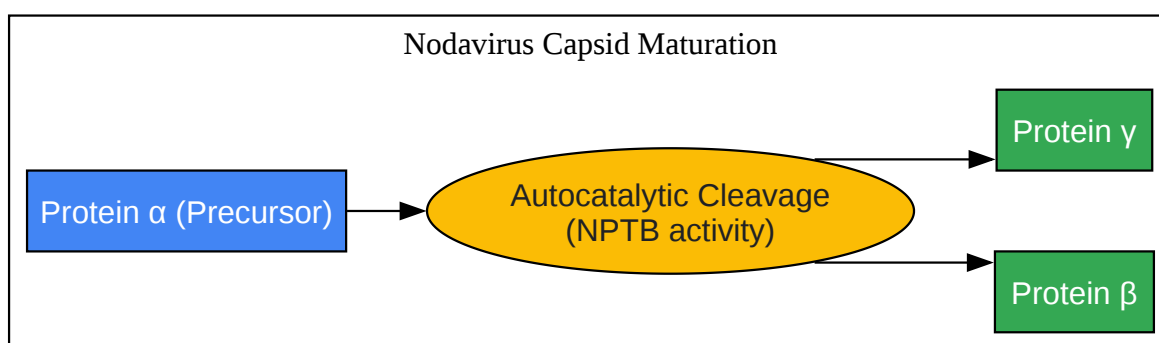 Nodavirus Capsid Maturation
Protein α (Precursor)
Autocatalytic Cleavage
(NPTB activity)
Protein γ
Protein β